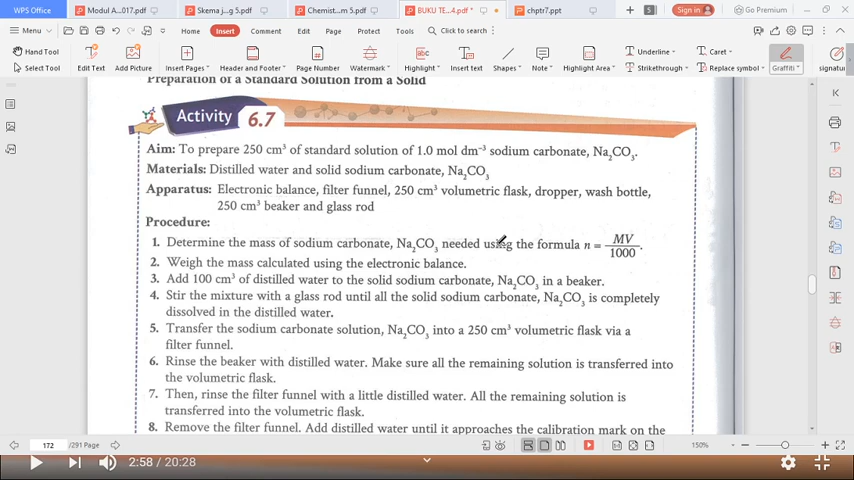 WPS Office
Modul A...017.pdf
Skema j...g 5.pdf
Chemist...m 5.pdf
BUKU TE...4.pdf *
chptr7.ppt
5
Sign in
Go Premium
Menu
Home
Insert
Comment
Edit
Page
Protect
Tools
Click to search
Hand Tool
Select Tool
Edit Text
Add Picture
Insert Pages
Header and Footer
Page Number
Watermark
Highlight
Insert text
Shapes
Note
Highlight Area
Underline
Strikethrough
Caret
Replace symbol
Graffiti
signatu
Preparation of a Standard Solution from a Solid
Activity 6.7
Aim: To prepare 250 cm³ of standard solution of 1.0 mol dm⁻³ sodium carbonate, Na₂CO₃.
Materials: Distilled water and solid sodium carbonate, Na₂CO₃
Apparatus: Electronic balance, filter funnel, 250 cm³ volumetric flask, dropper, wash bottle,
250 cm³ beaker and glass rod
Procedure:
1. Determine the mass of sodium carbonate, Na₂CO₃ needed using the formula n = MV/1000.
2. Weigh the mass calculated using the electronic balance.
3. Add 100 cm³ of distilled water to the solid sodium carbonate, Na₂CO₃ in a beaker.
4. Stir the mixture with a glass rod until all the solid sodium carbonate, Na₂CO₃ is completely
dissolved in the distilled water.
5. Transfer the sodium carbonate solution, Na₂CO₃ into a 250 cm³ volumetric flask via a
filter funnel.
6. Rinse the beaker with distilled water. Make sure all the remaining solution is transferred into
the volumetric flask.
7. Then, rinse the filter funnel with a little distilled water. All the remaining solution is
transferred into the volumetric flask.
8. Remove the filter funnel. Add distilled water until it approaches the calibration mark on the
172 /291 Page
150%
2:58 / 20:28